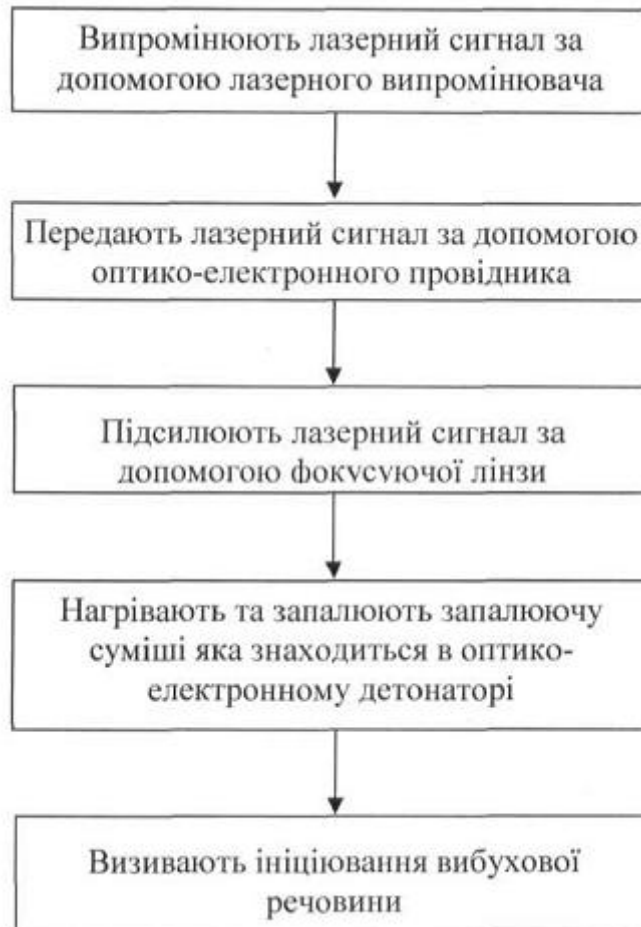 Випромінюють лазерний сигнал за
допомогою лазерного випромінювача
Передають лазерний сигнал за допомогою
оптико-електронного провідника
Підсилюють лазерний сигнал за
допомогою фокусуючої лінзи
Нагрівають та запалюють запалюючу
суміші яка знаходиться в оптико-
електронному детонаторі
Визивають ініціювання вибухової
речовини